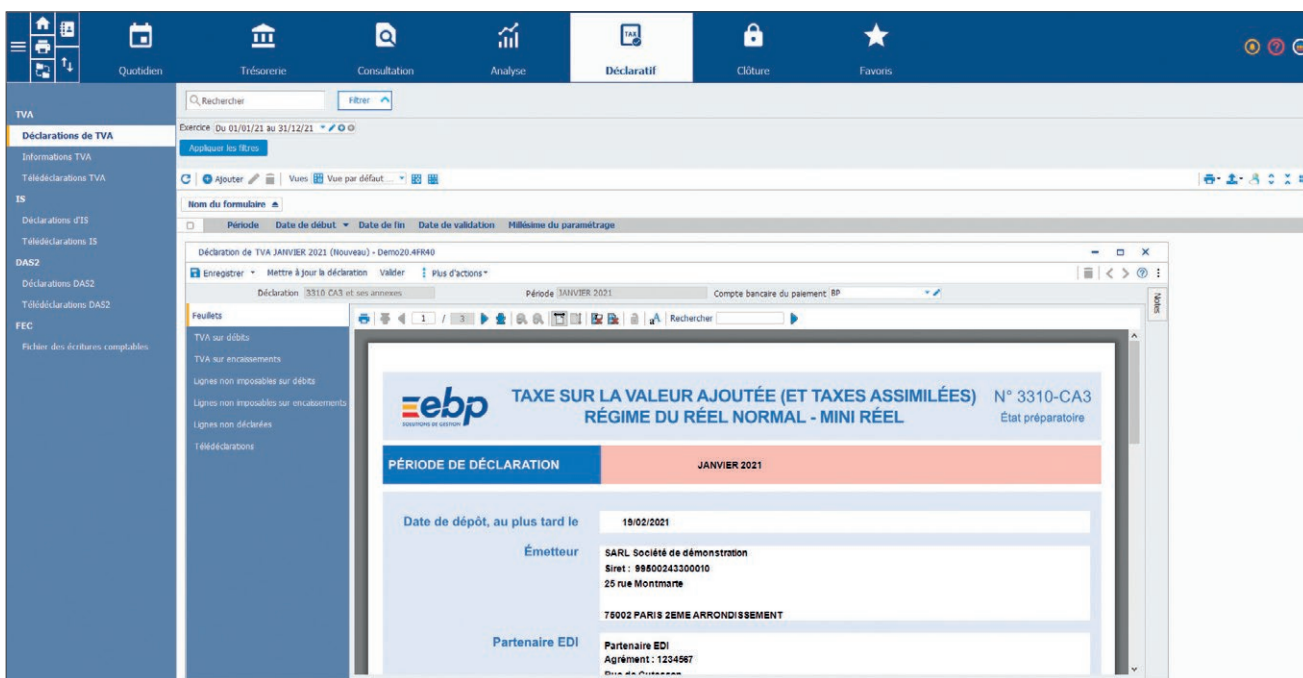 TAX
Quotidien
Trésorerie
Consultation
Analyse
Déclaratif
Clôture
Favoris
TVA
Déclarations de TVA
Informations TVA
Télédéclarations TVA
IS
Déclarations d'IS
Télédéclarations IS
DAS2
Déclarations DAS2
Télédéclarations DAS2
FEC
Fichier des écritures comptables
Rechercher
Filtrer
Exercice Du 01/01/21 au 31/12/21
Appliquer les filtres
Ajouter
Vues Vue par défaut...
Nom du formulaire
Période Date de début Date de fin Date de validation Millésime du paramétrage
Déclaration de TVA JANVIER 2021 (Nouveau) - Demo20.4FR40
Enregistrer Mettre à jour la déclaration Valider Plus d'actions
Déclaration 3310 CA3 et ses annexes Période JANVIER 2021 Compte bancaire du paiement BP
Notes
Feuillets
TVA sur débits
TVA sur encaissements
Lignes non imposables sur débits
Lignes non imposables sur encaissements
Lignes non déclarées
Télédéclarations
1 / 3 Rechercher
ebp
SOLUTIONS DE GESTION
TAXE SUR LA VALEUR AJOUTÉE (ET TAXES ASSIMILÉES)
RÉGIME DU RÉEL NORMAL - MINI RÉEL
N° 3310-CA3
État préparatoire
PÉRIODE DE DÉCLARATION JANVIER 2021
Date de dépôt, au plus tard le 19/02/2021
Émetteur SARL Société de démonstration
Siret : 99500243300010
25 rue Montmarte
75002 PARIS 2EME ARRONDISSEMENT
Partenaire EDI Partenaire EDI
Agrément : 1234567